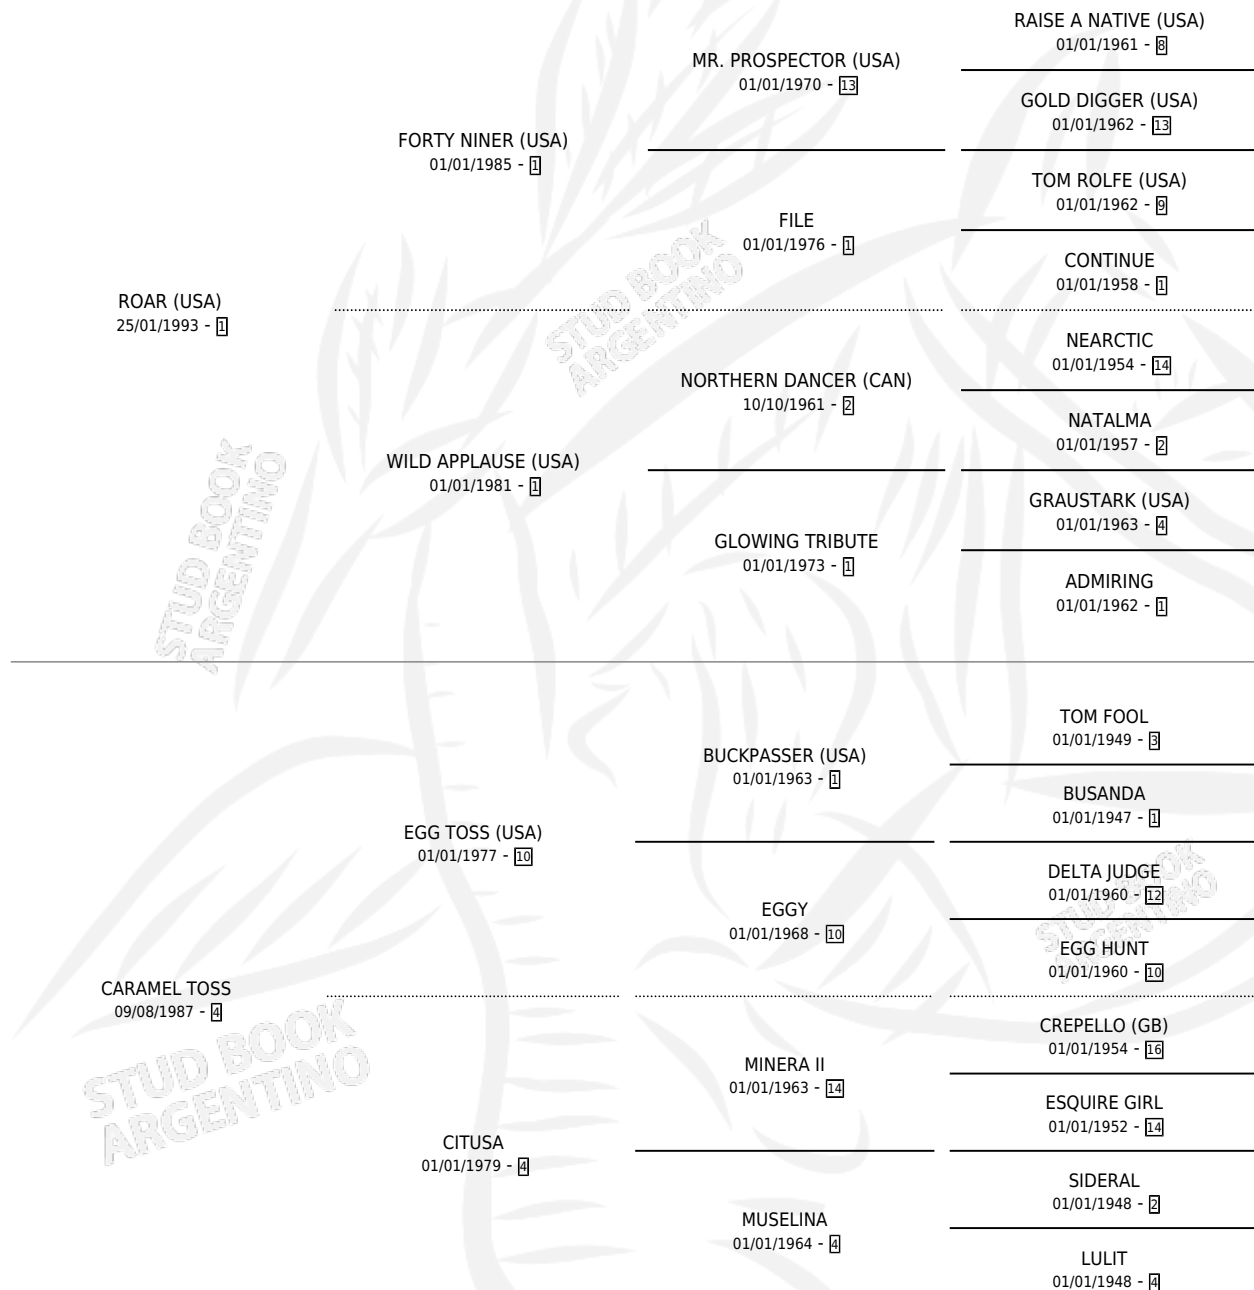 RAISE A NATIVE (USA)
01/01/1961 - 8
MR. PROSPECTOR (USA)
01/01/1970 - 13
GOLD DIGGER (USA)
01/01/1962 - 13
FORTY NINER (USA)
01/01/1985 - 1
TOM ROLFE (USA)
01/01/1962 - 9
FILE
01/01/1976 - 1
CONTINUE
01/01/1958 - 1
ROAR (USA)
25/01/1993 - 1
NEARCTIC
01/01/1954 - 14
NORTHERN DANCER (CAN)
10/10/1961 - 2
NATALMA
01/01/1957 - 2
WILD APPLAUSE (USA)
01/01/1981 - 1
GRAUSTARK (USA)
01/01/1963 - 4
GLOWING TRIBUTE
01/01/1973 - 1
ADMIRING
01/01/1962 - 1
TOM FOOL
01/01/1949 - 3
BUCKPASSER (USA)
01/01/1963 - 1
BUSANDA
01/01/1947 - 1
EGG TOSS (USA)
01/01/1977 - 10
DELTA JUDGE
01/01/1960 - 12
EGGY
01/01/1968 - 10
EGG HUNT
01/01/1960 - 10
CARAMEL TOSS
09/08/1987 - 4
CREPELLO (GB)
01/01/1954 - 16
MINERA II
01/01/1963 - 14
ESQUIRE GIRL
01/01/1952 - 14
CITUSA
01/01/1979 - 4
SIDERAL
01/01/1948 - 2
MUSELINA
01/01/1964 - 4
LULIT
01/01/1948 - 4
STUD BOOK
ARGENTINO
STUD BOOK
ARGENTINO
STUD BOOK
ARGENTINO
STUD BOOK
ARGENTINO